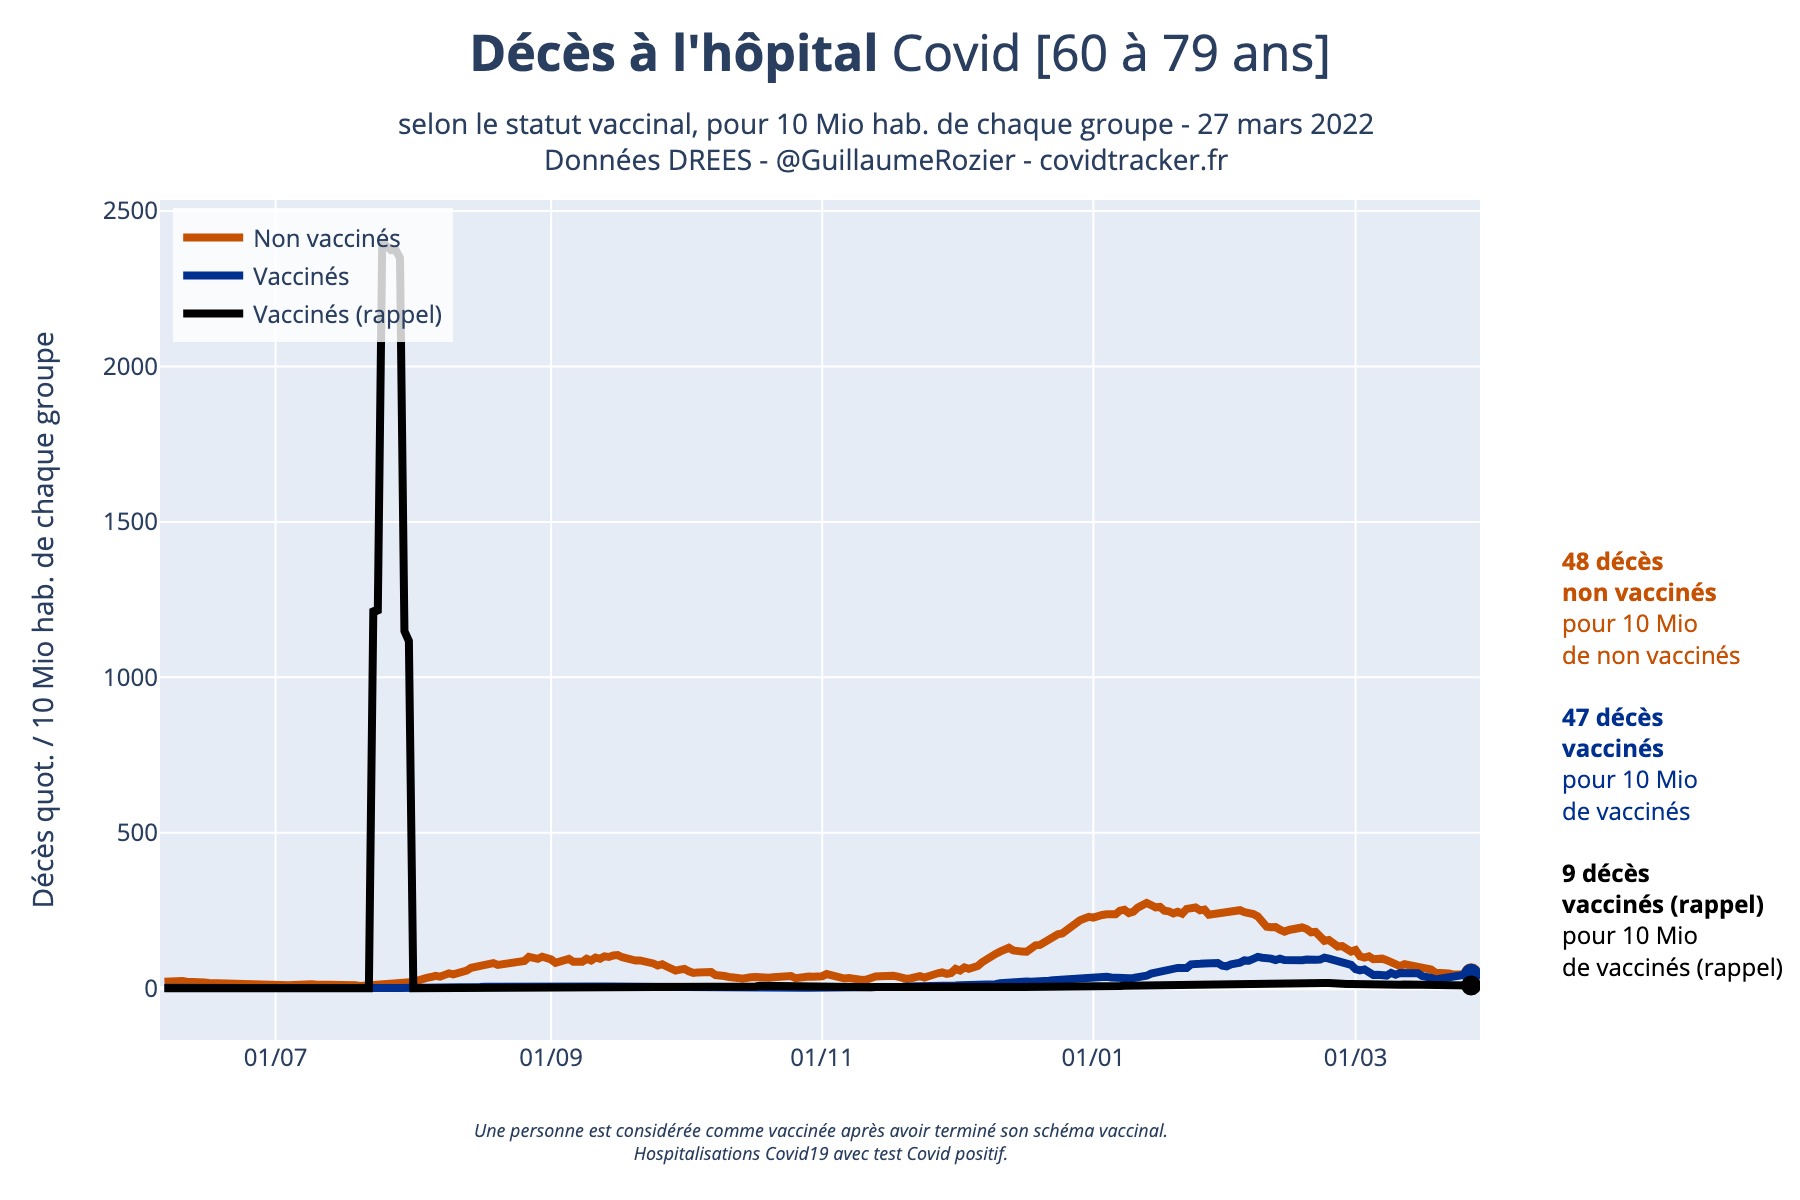 Décès à l'hôpital Covid [60 à 79 ans]
selon le statut vaccinal, pour 10 Mio hab. de chaque groupe - 27 mars 2022
Données DREES - @GuillaumeRozier - covidtracker.fr
Décès quot. / 10 Mio hab. de chaque groupe
2500
2000
1500
1000
500
0
Non vaccinés
Vaccinés
Vaccinés (rappel)
01/07
01/09
01/11
01/01
01/03
48 décès
non vaccinés
pour 10 Mio
de non vaccinés
47 décès
vaccinés
pour 10 Mio
de vaccinés
9 décès
vaccinés (rappel)
pour 10 Mio
de vaccinés (rappel)
Une personne est considérée comme vaccinée après avoir terminé son schéma vaccinal.
Hospitalisations Covid19 avec test Covid positif.